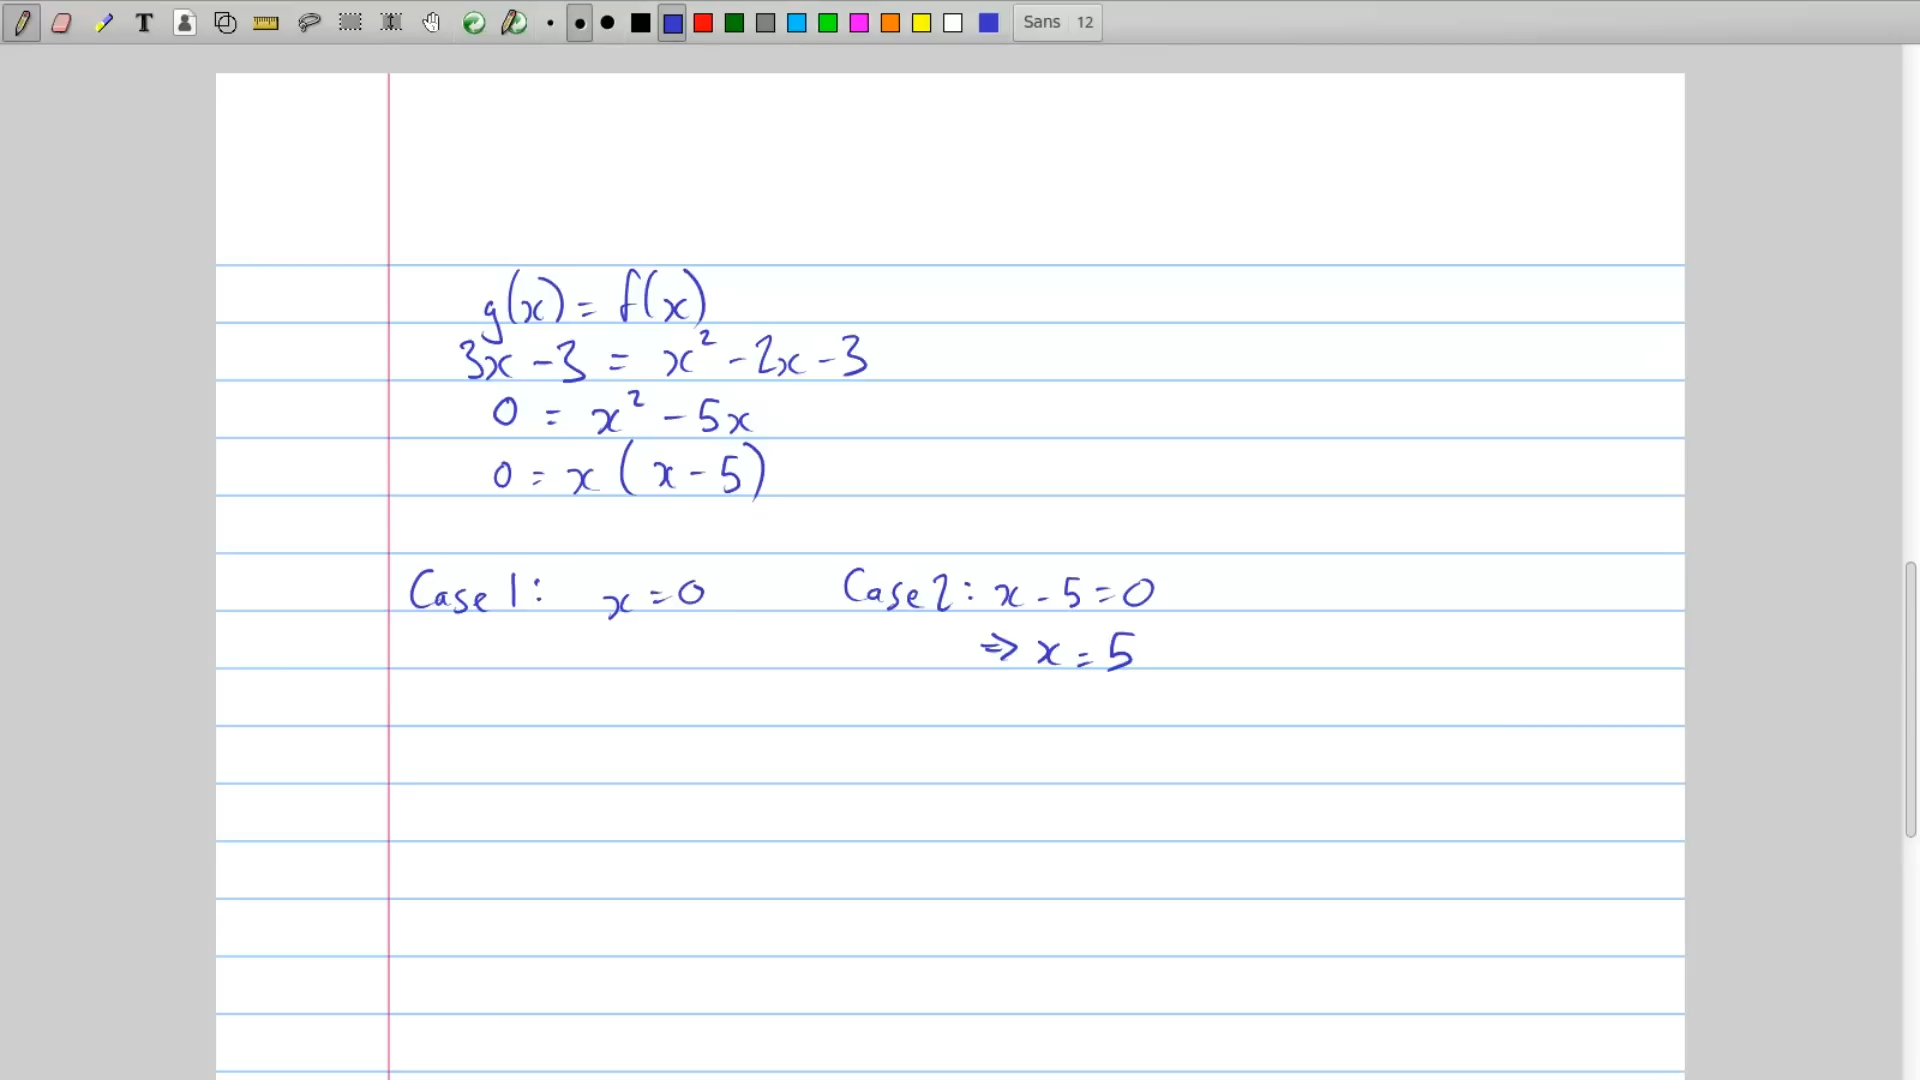 Sans 12
g(x) = f(x)
3x - 3 = x² - 2x - 3
0 = x² - 5x
0 = x (x - 5)
Case 1: x = 0 Case 2: x - 5 = 0
⇒ x = 5